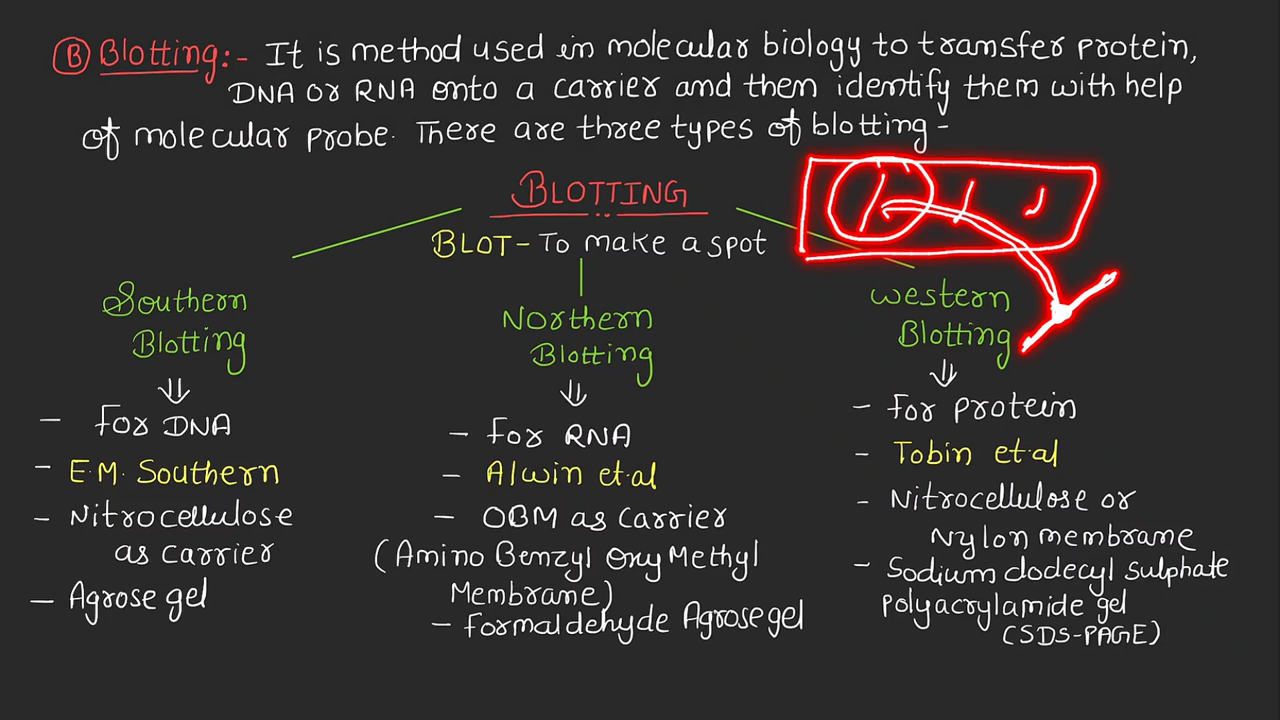 Ⓑ Blotting:- It is method used in molecular biology to transfer protein,
DNA or RNA onto a carrier and them identify them with help
of molecular probe. There are three types of blotting -
BLOTTING
BLOT - To make a spot
Southern
Blotting
- for DNA
- E.M. Southern
- Nitrocellulose
as carrier
- Agrose gel
Northern
Blotting
- for RNA
- Alwin et.al
- OBM as carrier
(Amino Benzyl Oxy Methyl
Membrane)
- formaldehyde Agrose gel
Western
Blotting
- for protein
- Tobin et.al
- Nitrocellulose or
Nylon membrane
- Sodium dodecyl sulphate
polyacrylamide gel
(SDS-PAGE)